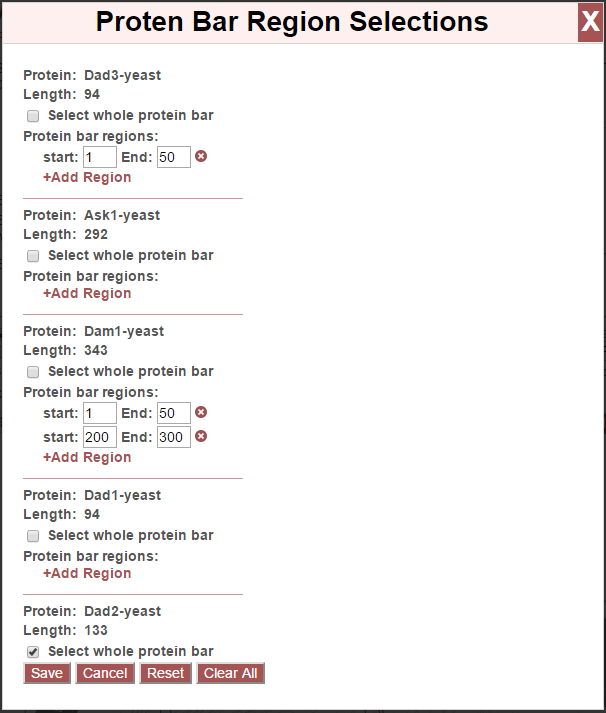 Proten Bar Region Selections X
Protein: Dad3-yeast
Length: 94
Select whole protein bar
Protein bar regions:
start: 1 End: 50
+Add Region
Protein: Ask1-yeast
Length: 292
Select whole protein bar
Protein bar regions:
+Add Region
Protein: Dam1-yeast
Length: 343
Select whole protein bar
Protein bar regions:
start: 1 End: 50
start: 200 End: 300
+Add Region
Protein: Dad1-yeast
Length: 94
Select whole protein bar
Protein bar regions:
+Add Region
Protein: Dad2-yeast
Length: 133
Select whole protein bar
Save Cancel Reset Clear All